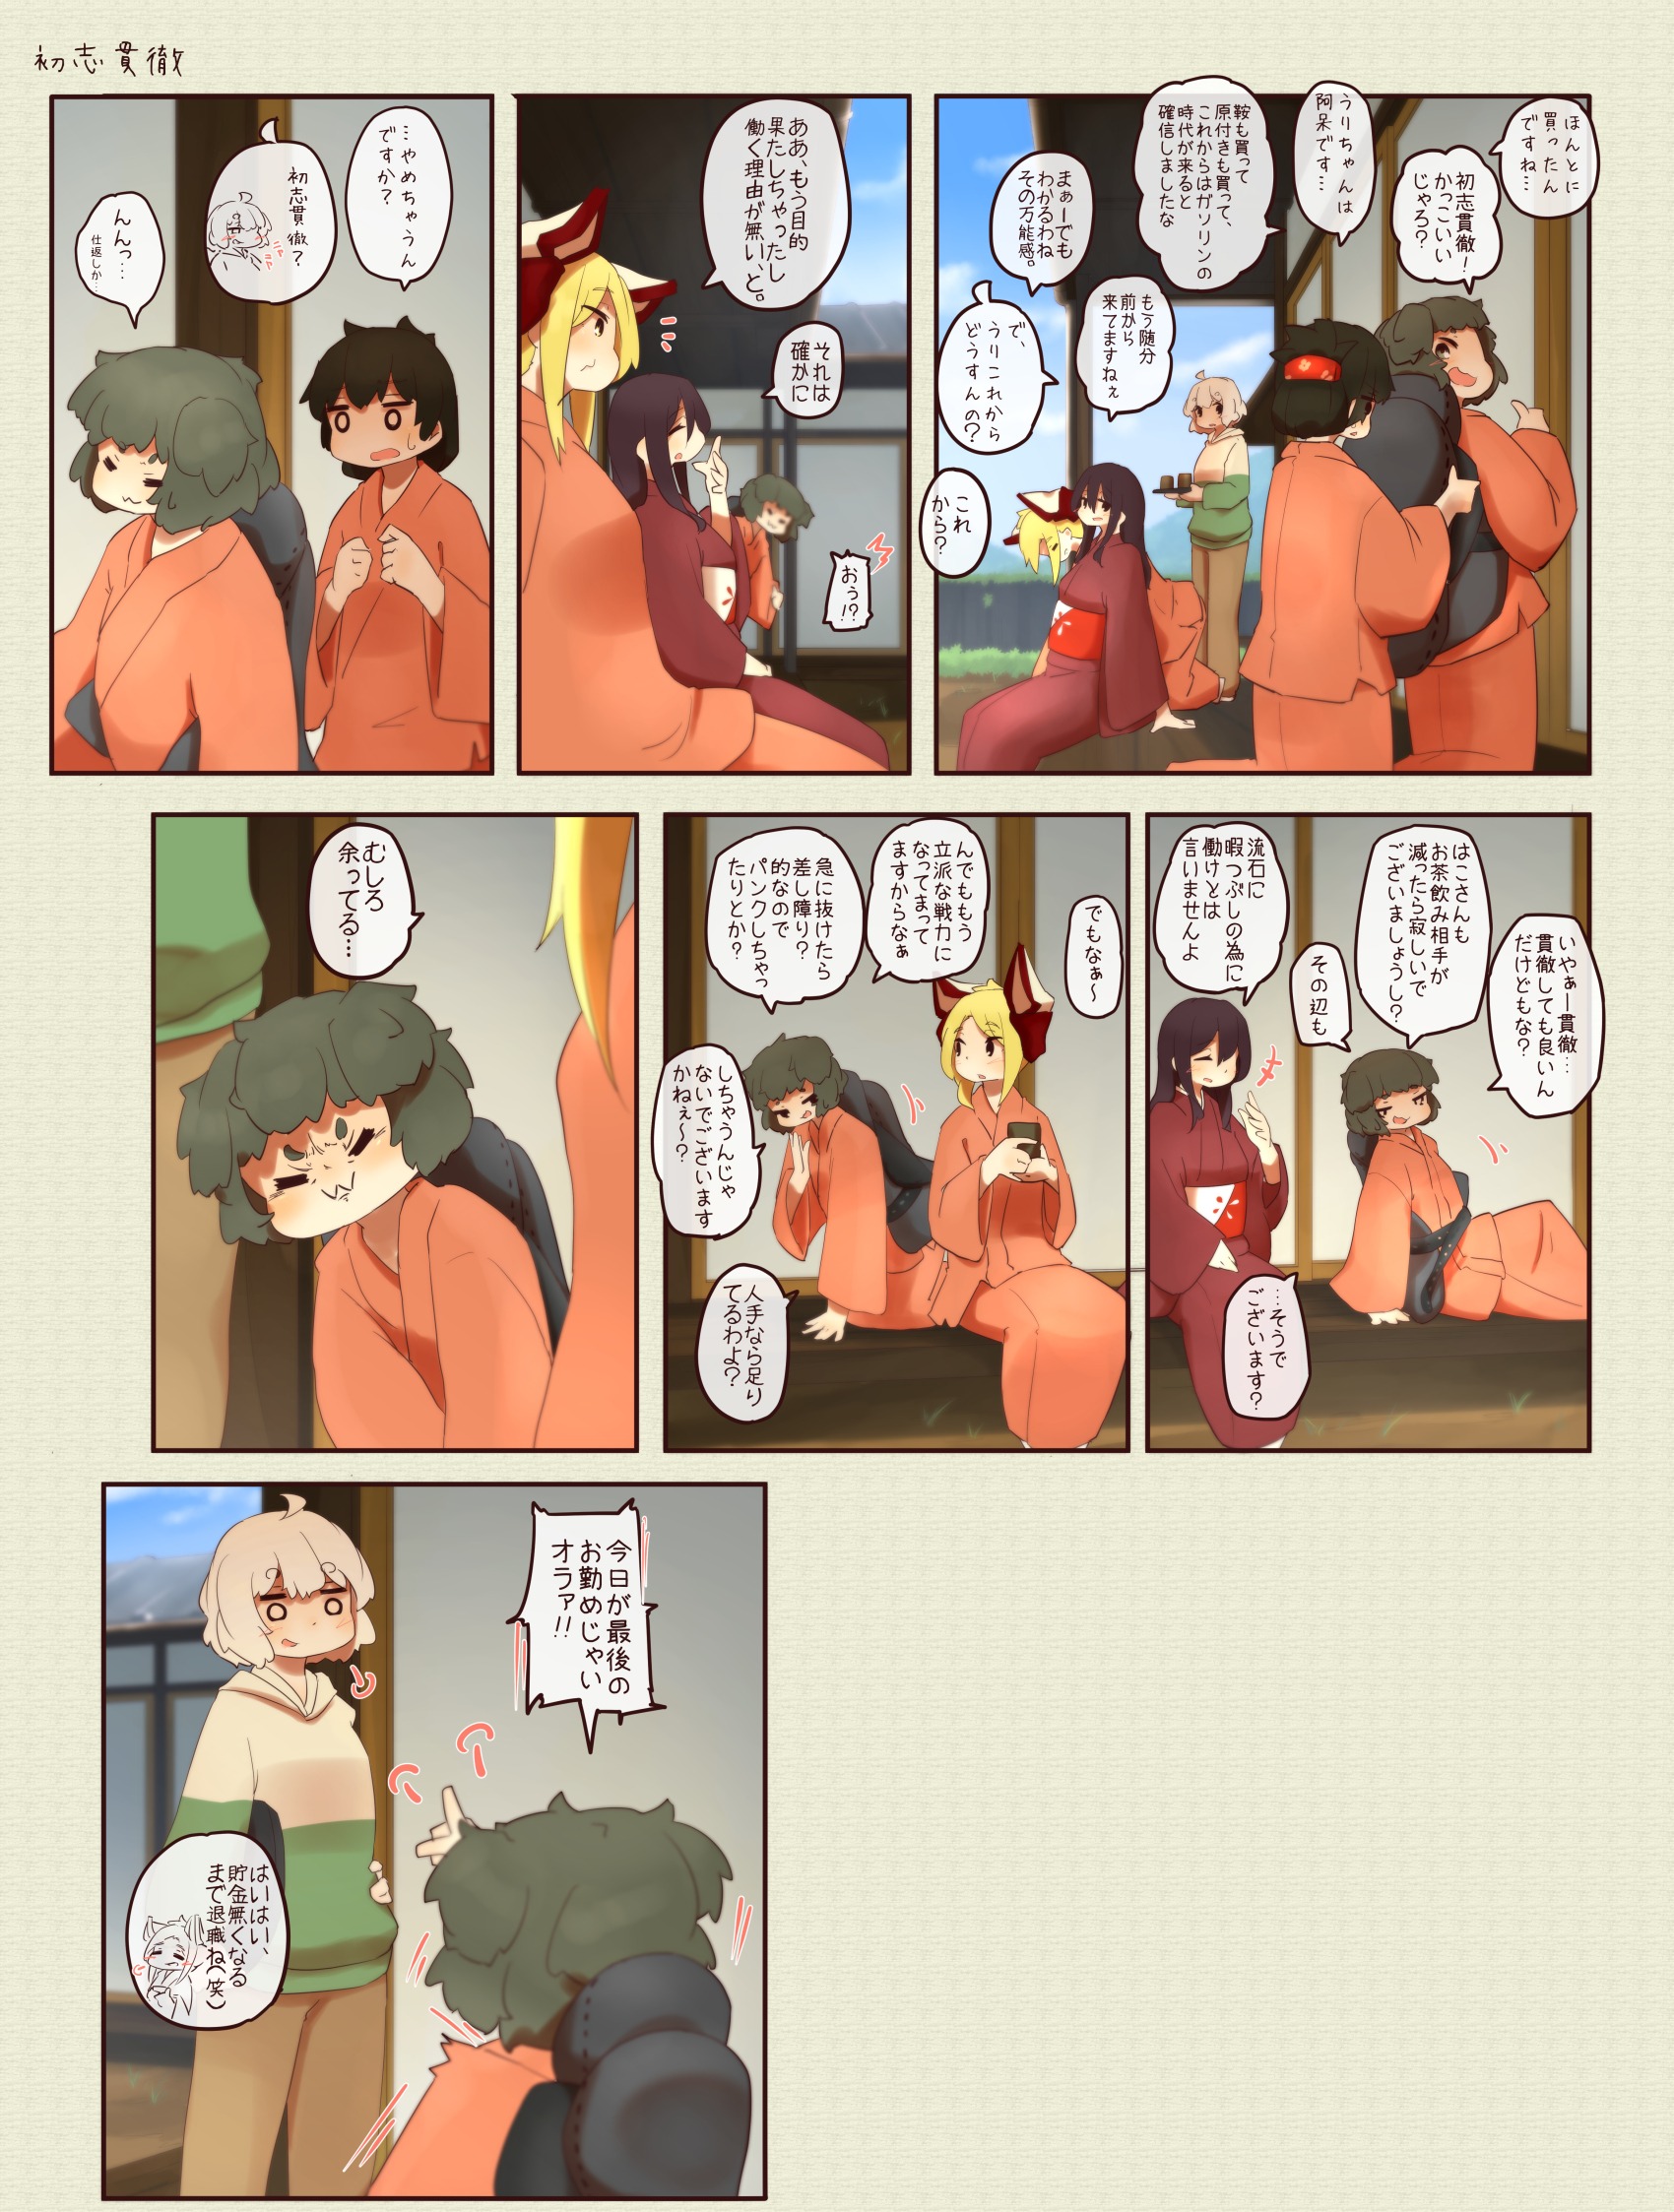 初志貫徹
ほんとに
買ったん
ですね…
初志貫徹！
かっこいい
じゃろ？
うりちゃんは
阿呆です…
鞍も買って
原付きも買って、
これからはガソリンの
時代が来ると
確信しましたな
もう随分
前から
来てますねぇ
まぁーでも
わかるわね
その万能感。
で、
うりこれから
どうすんの？
これ
から？
ああ、もう目的
果たしちゃったし
働く理由が無い、と。
それは
確かに
おぅ!?
…やめちゃうん
ですか？
初志貫徹？
ニヤ
ニヤ
んんっ…
仕返しか…
いやぁー貫徹…
貫徹しても良いん
だけどもな？
はこさんも
お茶飲み相手が
減ったら寂しいで
ございましょうし？
その辺も
流石に
暇つぶしの為に
働けとは
言いませんよ
…そうで
ございます？
でもなぁ～
んでももう
立派な戦力に
なってまって
ますからなぁ
急に抜けたら
差し障り？
的なので
パンクしちゃっ
たりとか？
しちゃうんじゃ
ないでございます
かねぇ～？
人手なら足り
てるわよ？
むしろ
余ってる…
今日が最後の
お勤めじゃい
オラァ!!
はいはい、
貯金無くなる
まで退職ね(笑)